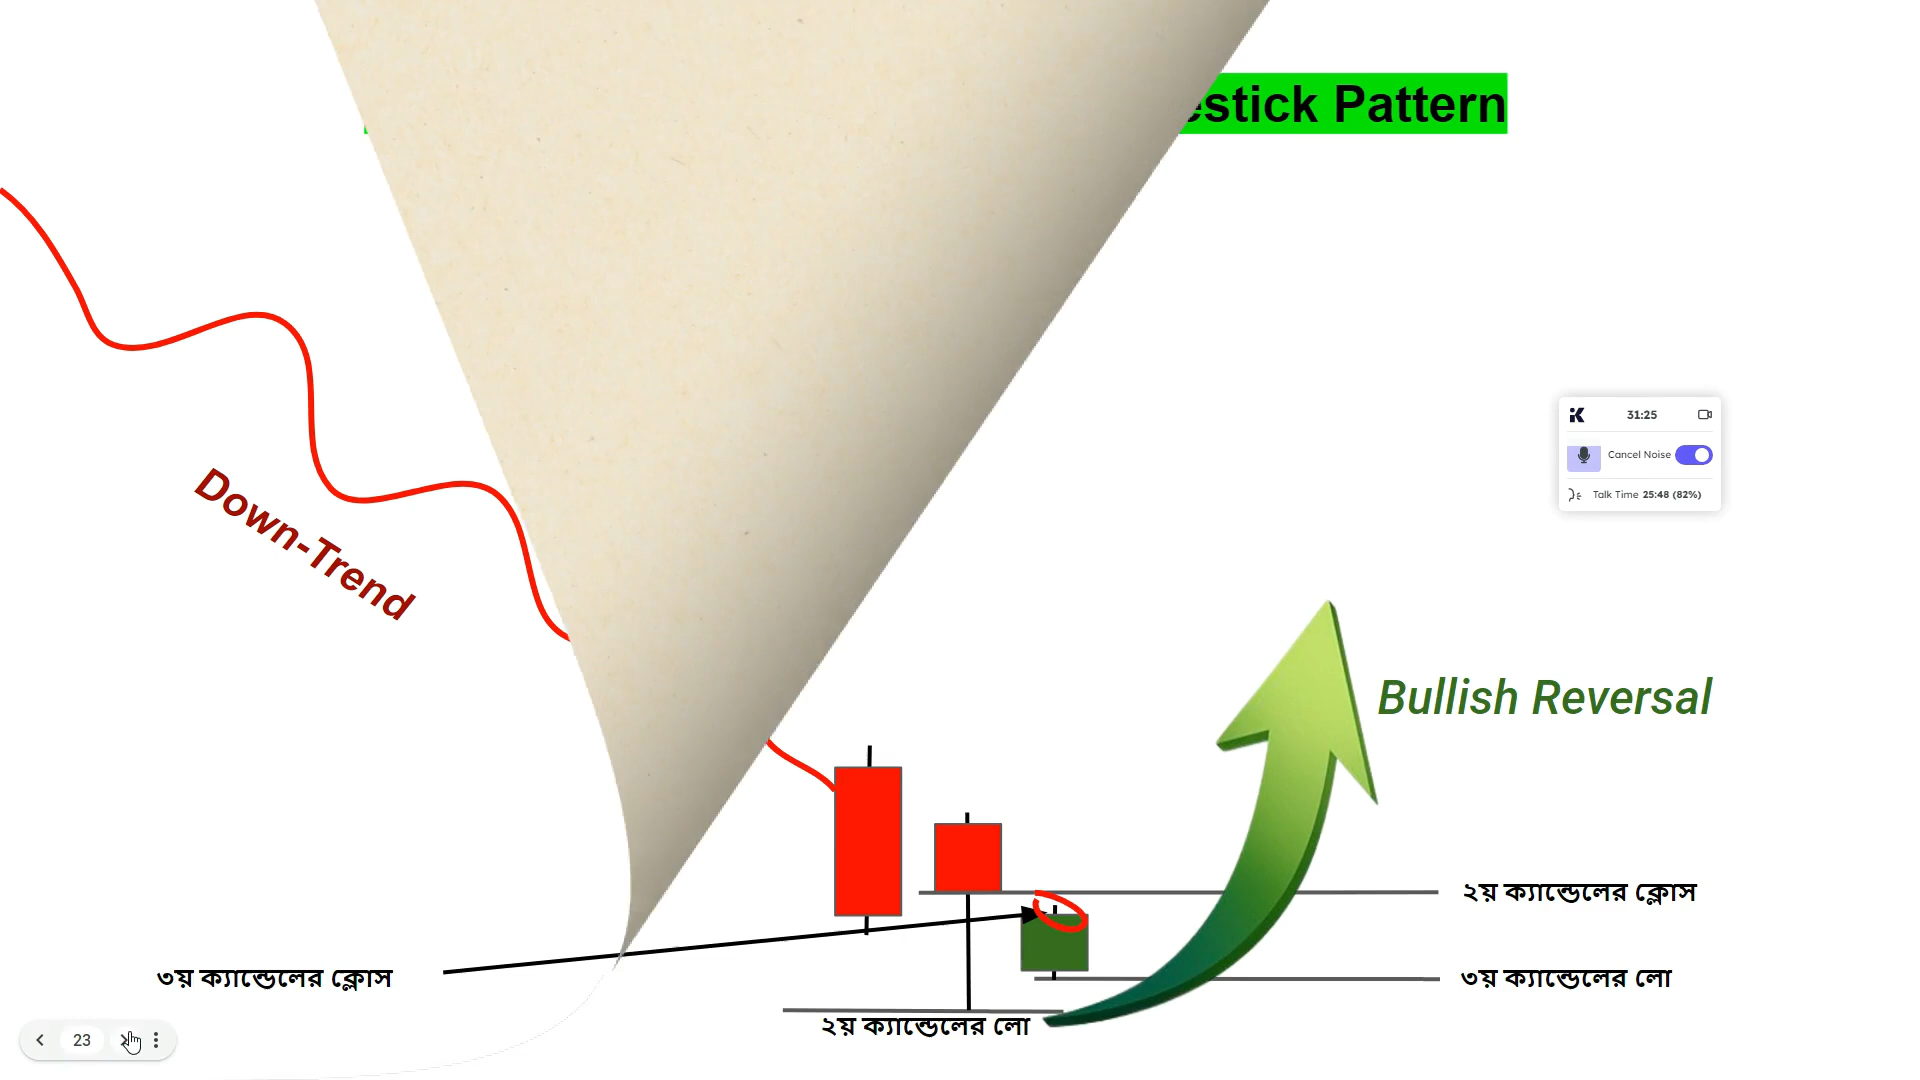 estick Pattern
31:25
Cancel Noise
Talk Time 25:48 (82%)
Down-Trend
Bullish Reversal
২য় ক্যান্ডেলের ক্লোস
৩য় ক্যান্ডেলের ক্লোস
৩য় ক্যান্ডেলের লো
২য় ক্যান্ডেলের লো
23